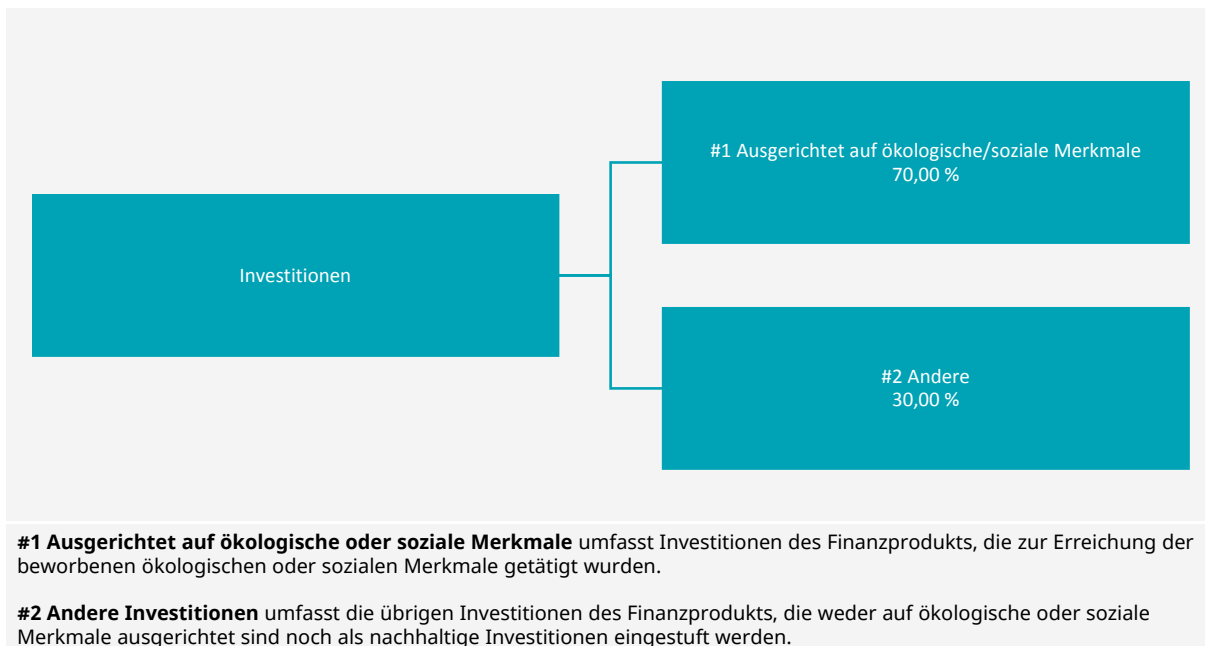 #1 Ausgerichtet auf ökologische/soziale Merkmale
70,00 %
Investitionen
#2 Andere
30,00 %
#1 Ausgerichtet auf ökologische oder soziale Merkmale umfasst Investitionen des Finanzprodukts, die zur Erreichung der
beworbenen ökologischen oder sozialen Merkmale getätigt wurden.
#2 Andere Investitionen umfasst die übrigen Investitionen des Finanzprodukts, die weder auf ökologische oder soziale
Merkmale ausgerichtet sind noch als nachhaltige Investitionen eingestuft werden.